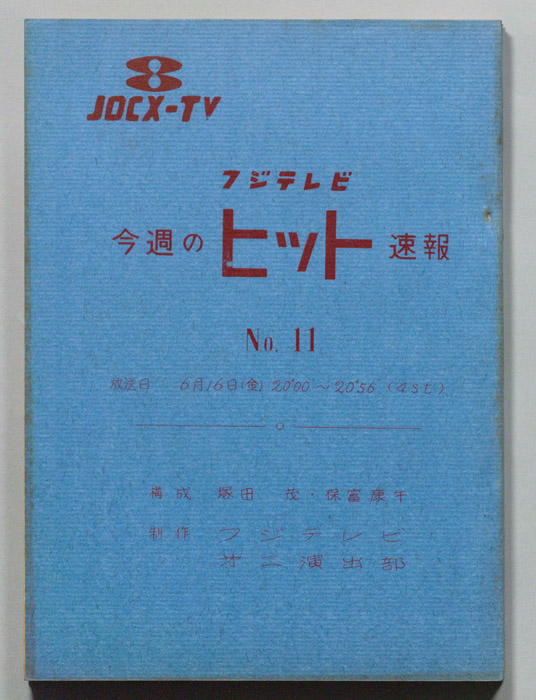 JOCX-TV
フジテレビ
今週のヒット速報
No. 11
放送日 6月16日(金) 20°00~20°56 (4st)
構成 塚田 茂・保富康午
制作 フジテレビ
才二演出部